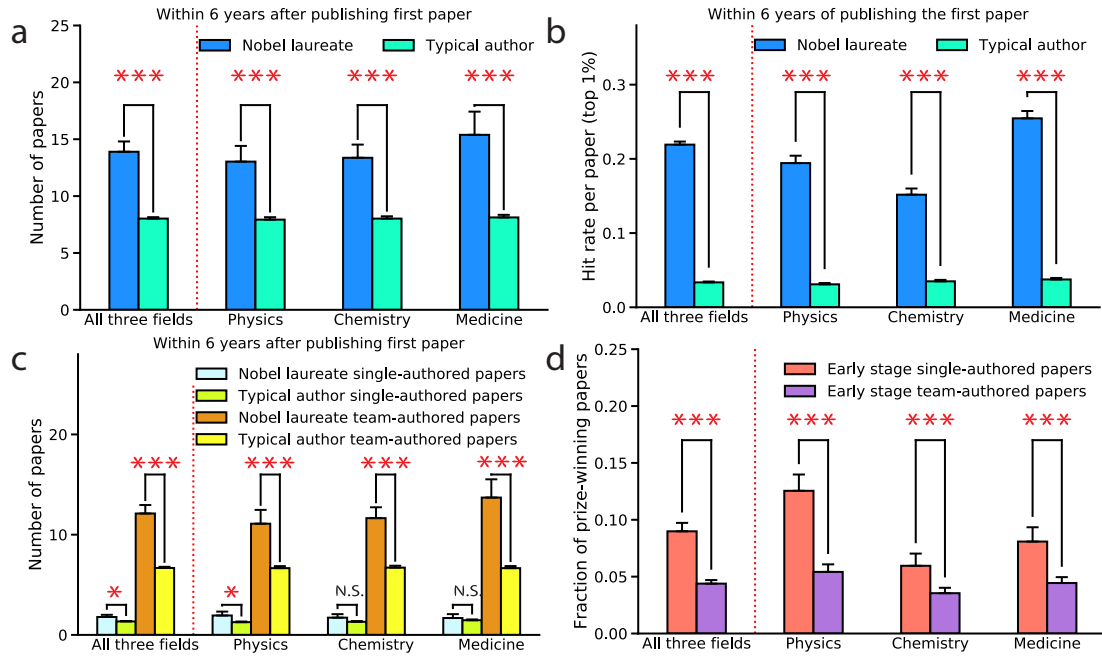 a
Within 6 years after publishing first paper
Nobel laureate
Typical author
Number of papers
25
20
15
10
5
0
***
***
***
***
All three fields
Physics
Chemistry
Medicine
b
Within 6 years of publishing the first paper
Nobel laureate
Typical author
Hit rate per paper (top 1%)
0.3
0.2
0.1
0.0
***
***
***
***
All three fields
Physics
Chemistry
Medicine
c
Within 6 years after publishing first paper
Nobel laureate single-authored papers
Typical author single-authored papers
Nobel laureate team-authored papers
Typical author team-authored papers
Number of papers
20
10
0
*
***
*
***
N.S.
***
N.S.
***
All three fields
Physics
Chemistry
Medicine
d
Early stage single-authored papers
Early stage team-authored papers
Fraction of prize-winning papers
0.25
0.20
0.15
0.10
0.05
0.00
***
***
***
***
All three fields
Physics
Chemistry
Medicine